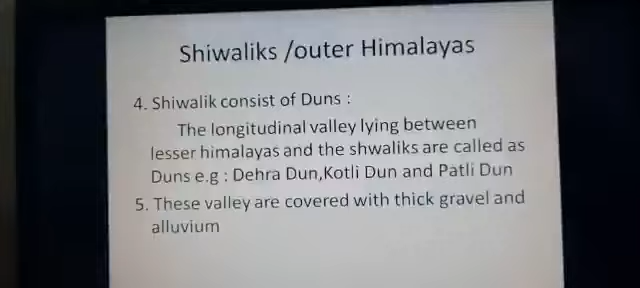 Shiwaliks /outer Himalayas
4. Shiwalik consist of Duns :
The longitudinal valley lying between
lesser himalayas and the shwaliks are called as
Duns e.g : Dehra Dun,Kotli Dun and Patli Dun
5. These valley are covered with thick gravel and
alluvium